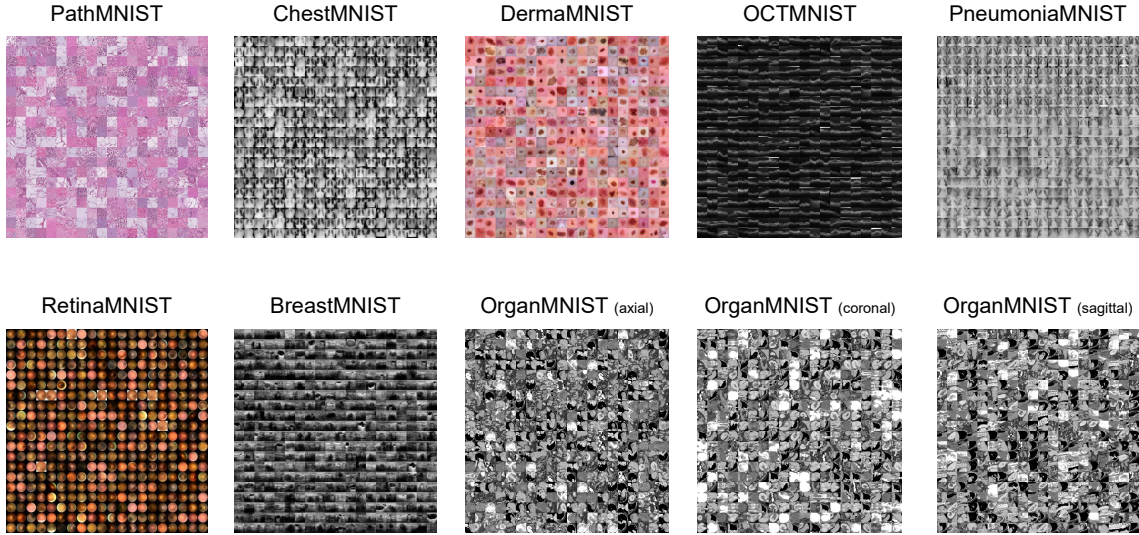 PathMNIST
ChestMNIST
DermaMNIST
OCTMNIST
PneumoniaMNIST
RetinaMNIST
BreastMNIST
OrganMNIST (axial)
OrganMNIST (coronal)
OrganMNIST (sagittal)